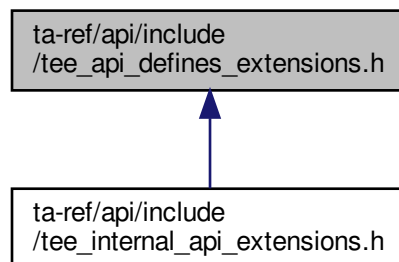 ta-ref/api/include
/tee_api_defines_extensions.h
ta-ref/api/include
/tee_internal_api_extensions.h